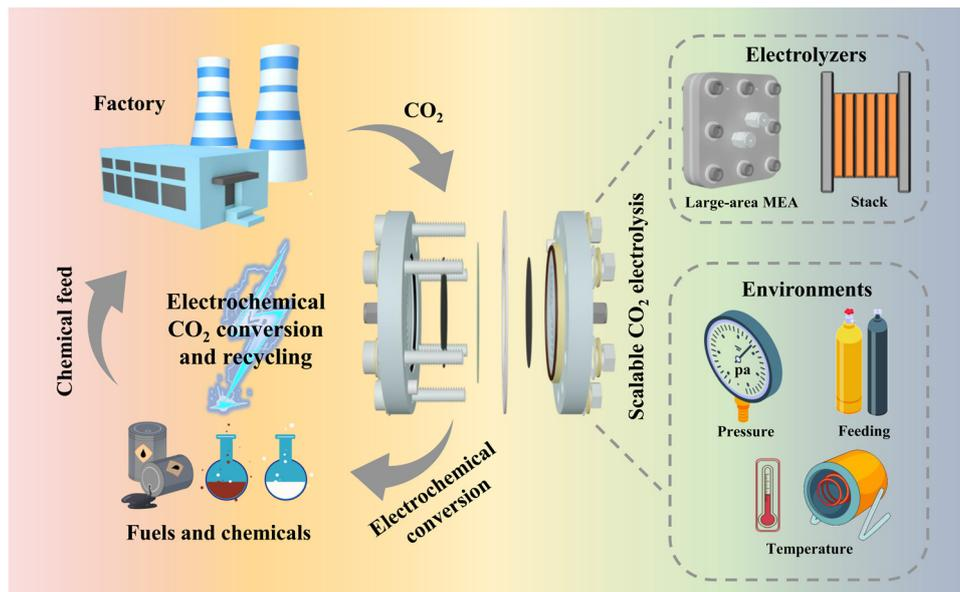 Factory
CO₂
Chemical feed
Electrochemical
CO₂ conversion
and recycling
Fuels and chemicals
Electrochemical
conversion
Scalable CO₂ electrolysis
Electrolyzers
Large-area MEA
Stack
Environments
pa
Pressure
Feeding
Temperature